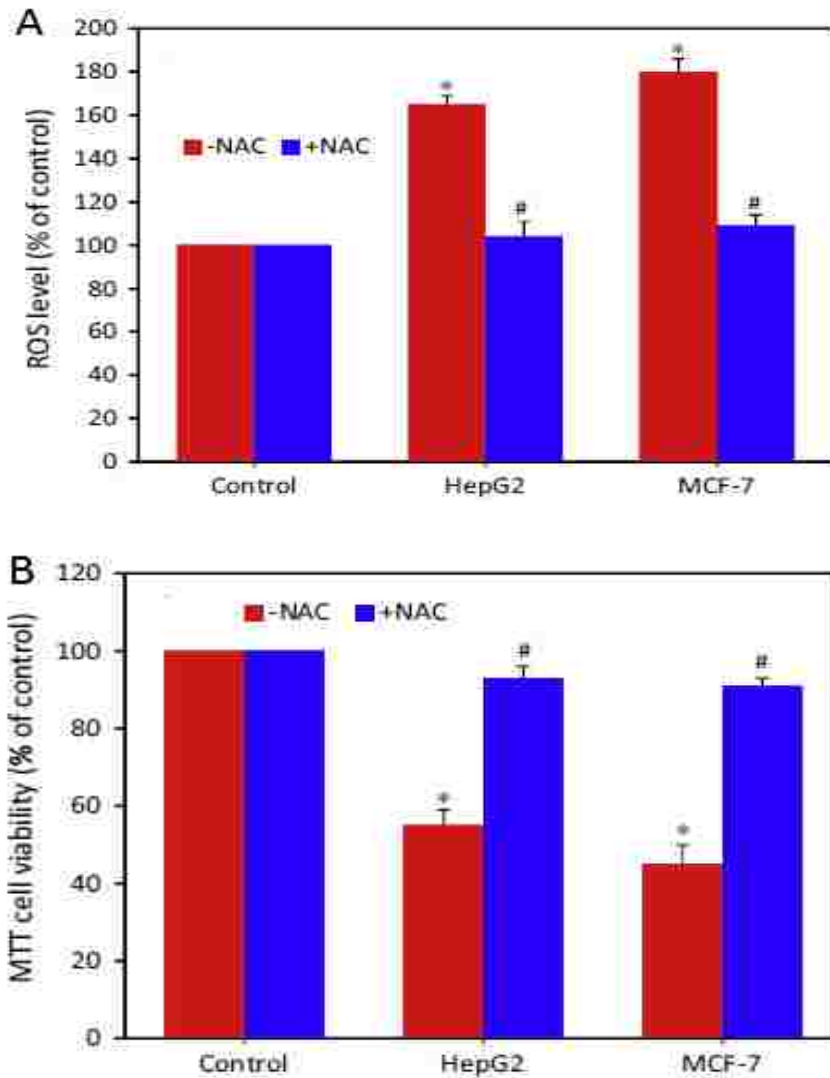 A
ROS level (% of control)
200
180
160
140
120
100
80
60
40
20
0
-NAC +NAC
* # * #
Control HepG2 MCF-7
B
MTT cell viability (% of control)
120
100
80
60
40
20
0
-NAC +NAC
* # * #
Control HepG2 MCF-7